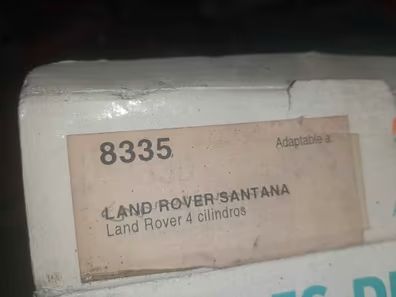 8335
Adaptable a:
LAND ROVER SANTANA
Land Rover 4 cilindros